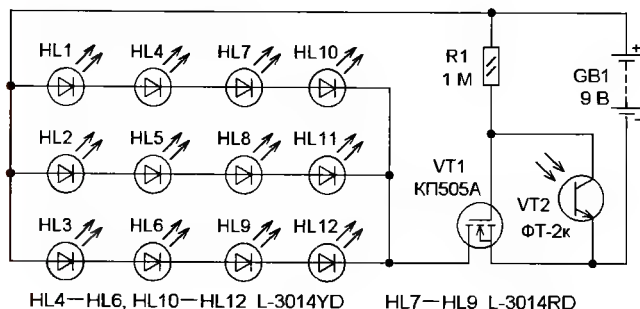 HL1 HL4 HL7 HL10
R1
1 М
GB1
9 В
HL2 HL5 HL8 HL11
VT1
КП505А
VT2
ФТ-2к
HL3 HL6 HL9 HL12
HL4—HL6, HL10—HL12 L-3014YD HL7—HL9 L-3014RD